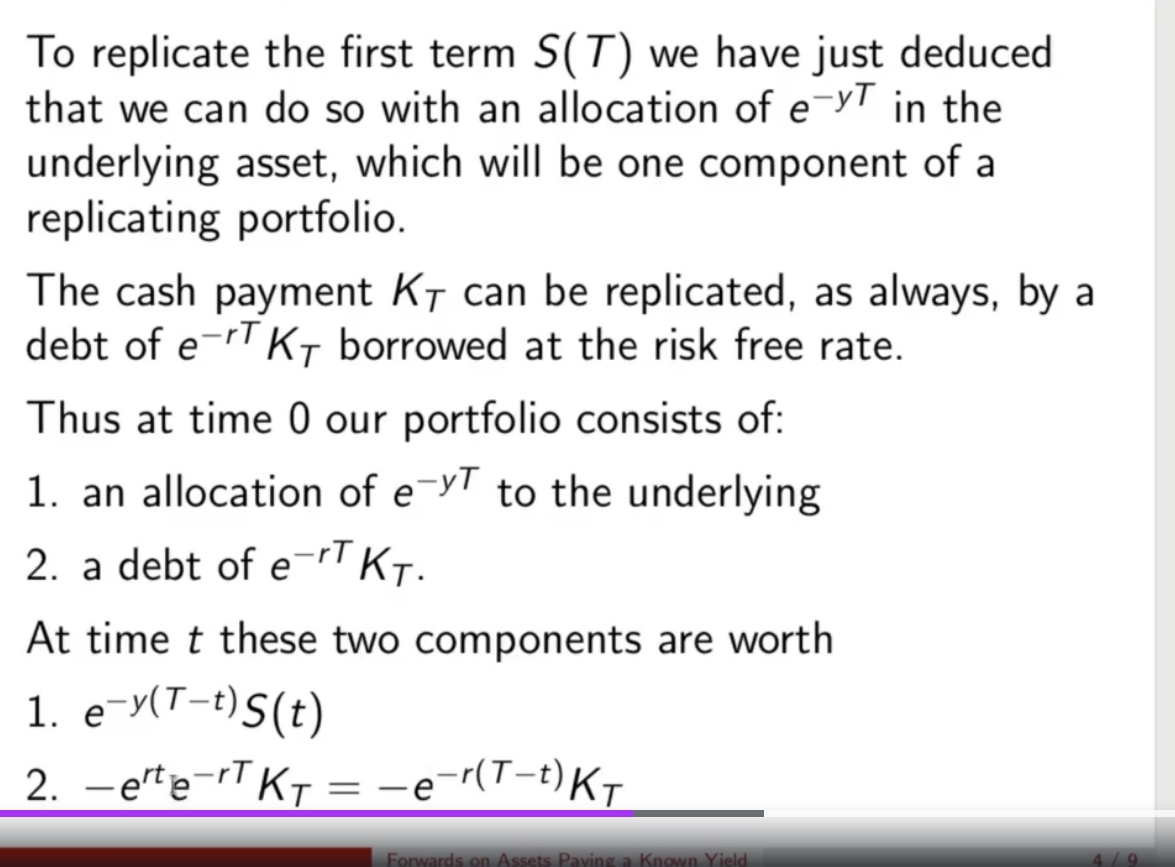 To replicate the first term S(T) we have just deduced
that we can do so with an allocation of e^{-yT} in the
underlying asset, which will be one component of a
replicating portfolio.
The cash payment K_T can be replicated, as always, by a
debt of e^{-rT} K_T borrowed at the risk free rate.
Thus at time 0 our portfolio consists of:
1. an allocation of e^{-yT} to the underlying
2. a debt of e^{-rT} K_T.
At time t these two components are worth
1. e^{-y(T-t)} S(t)
2. -e^{rt} e^{-rT} K_T = -e^{-r(T-t)} K_T
Forwards on Assets Paying a Known Yield 4 / 9